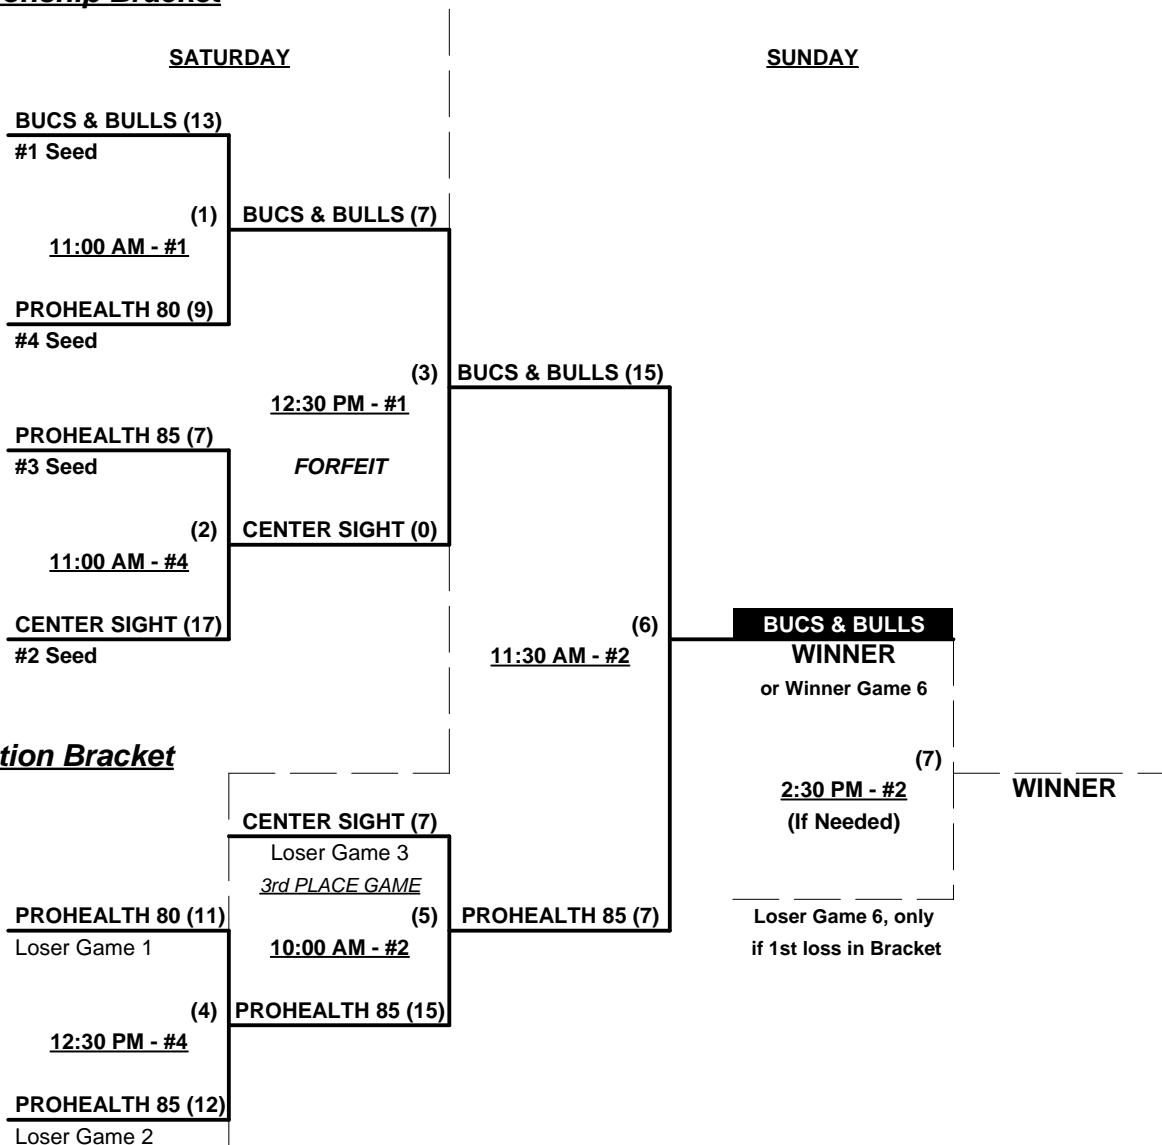 Bracket
SATURDAY
SUNDAY
BUCS & BULLS (13)
#1 Seed
(1)
BUCS & BULLS (7)
11:00 AM - #1
PROHEALTH 80 (9)
#4 Seed
(3)
BUCS & BULLS (15)
12:30 PM - #1
PROHEALTH 85 (7)
#3 Seed
FORFEIT
(2)
CENTER SIGHT (0)
11:00 AM - #4
CENTER SIGHT (17)
#2 Seed
(6)
BUCS & BULLS
11:30 AM - #2
WINNER
or Winner Game 6
tion Bracket
(7)
2:30 PM - #2
WINNER
(If Needed)
CENTER SIGHT (7)
Loser Game 3
3rd PLACE GAME
PROHEALTH 80 (11)
(5)
PROHEALTH 85 (7)
Loser Game 6, only
Loser Game 1
10:00 AM - #2
if 1st loss in Bracket
(4)
PROHEALTH 85 (15)
12:30 PM - #4
PROHEALTH 85 (12)
Loser Game 2